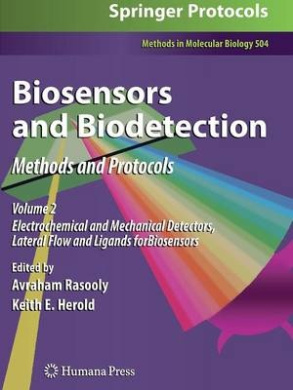 Springer Protocols
Methods in Molecular Biology 504
Biosensors
and Biodetection
Methods and Protocols
Volume 2
Electrochemical and Mechanical Detectors,
Lateral Flow and Ligands forBiosensors
Edited by
Avraham Rasooly
Keith E. Herold
Humana Press